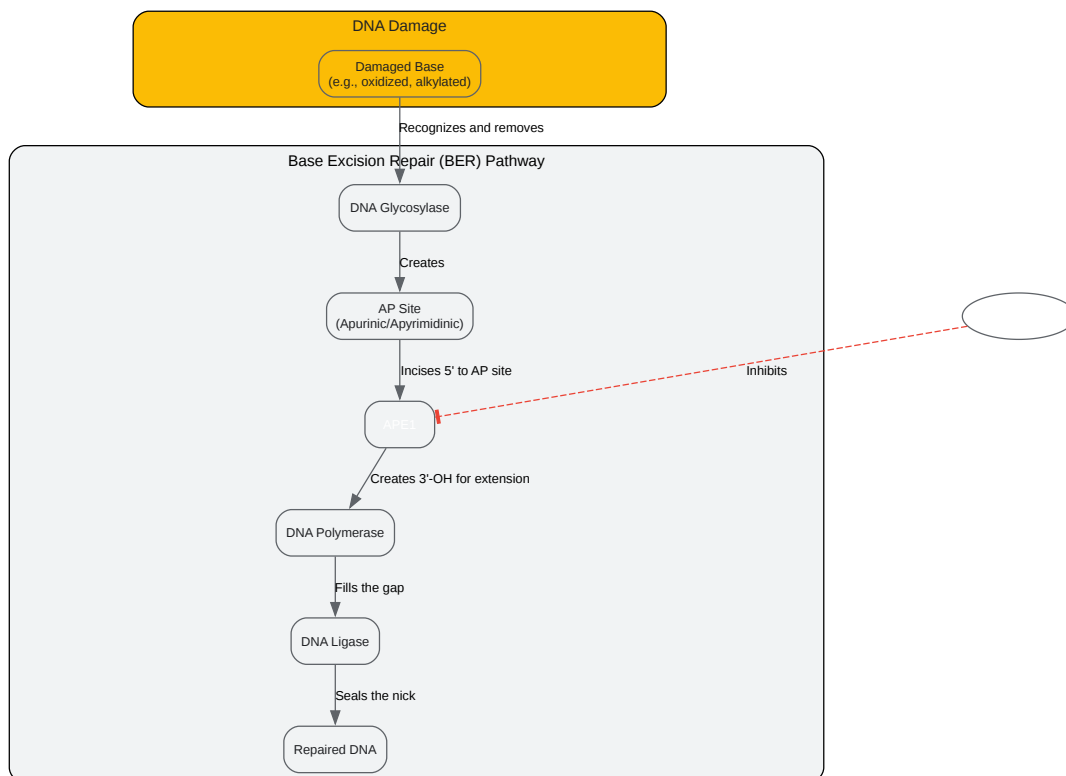 DNA Damage
Damaged Base
(e.g., oxidized, alkylated)
Recognizes and removes
Base Excision Repair (BER) Pathway
DNA Glycosylase
Creates
AP Site
(Apurinic/Apyrimidinic)
Incises 5' to AP site
Inhibits
APE1
Creates 3'-OH for extension
DNA Polymerase
Fills the gap
DNA Ligase
Seals the nick
Repaired DNA